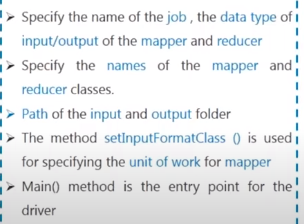 ➢ Specify the name of the job , the data type of
input/output of the mapper and reducer
➢ Specify the names of the mapper and
reducer classes.
➢ Path of the input and output folder
➢ The method setInputFormatClass () is used
for specifying the unit of work for mapper
➢ Main() method is the entry point for the
driver